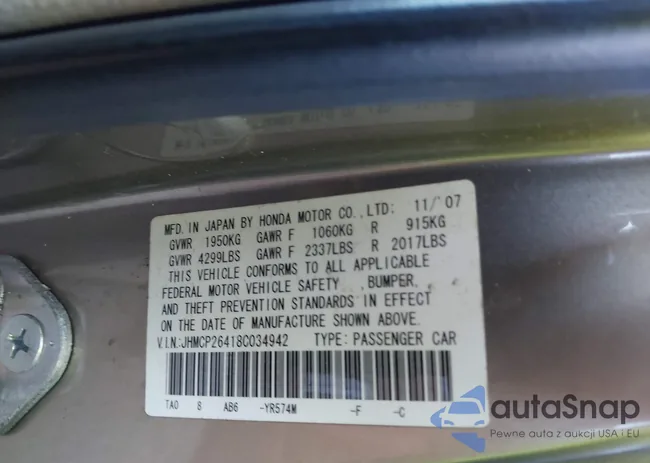 MFD. IN JAPAN BY HONDA MOTOR CO., LTD: 11/'07
GVWR 1950KG GAWR F 1060KG R 915KG
GVWR 4299LBS GAWR F 2337LBS R 2017LBS
THIS VEHICLE CONFORMS TO ALL APPLICABLE
FEDERAL MOTOR VEHICLE SAFETY ,BUMPER, ,
AND THEFT PREVENTION STANDARDS IN EFFECT
ON THE DATE OF MANUFACTURE SHOWN ABOVE.
V.I.N:JHMCP26418C034942 TYPE: PASSENGER CAR
TA0 8 AB6 -YR574M -F -C
autaSnap
Pewne auta z aukcji USA i EU